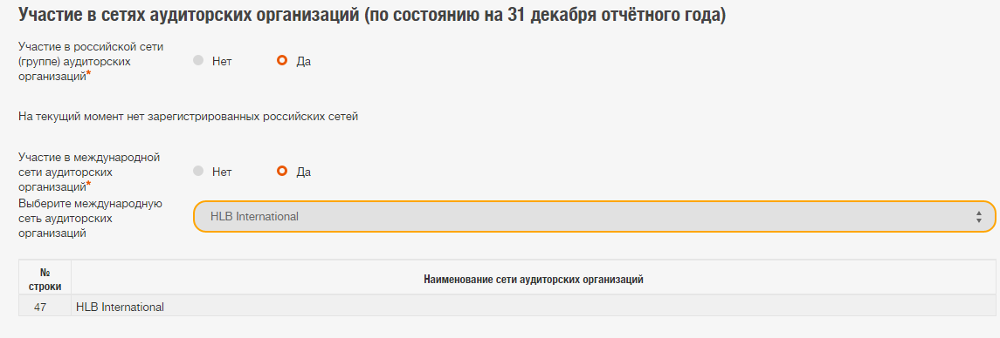 Участие в сетях аудиторских организаций (по состоянию на 31 декабря отчётного года)
Участие в российской сети
(группе) аудиторских
организаций*
Нет
Да
На текущий момент нет зарегистрированных российских сетей
Участие в международной
сети аудиторских
организаций*
Нет
Да
Выберите международную
сеть аудиторских
организаций
HLB International
№
строки
Наименование сети аудиторских организаций
47
HLB International